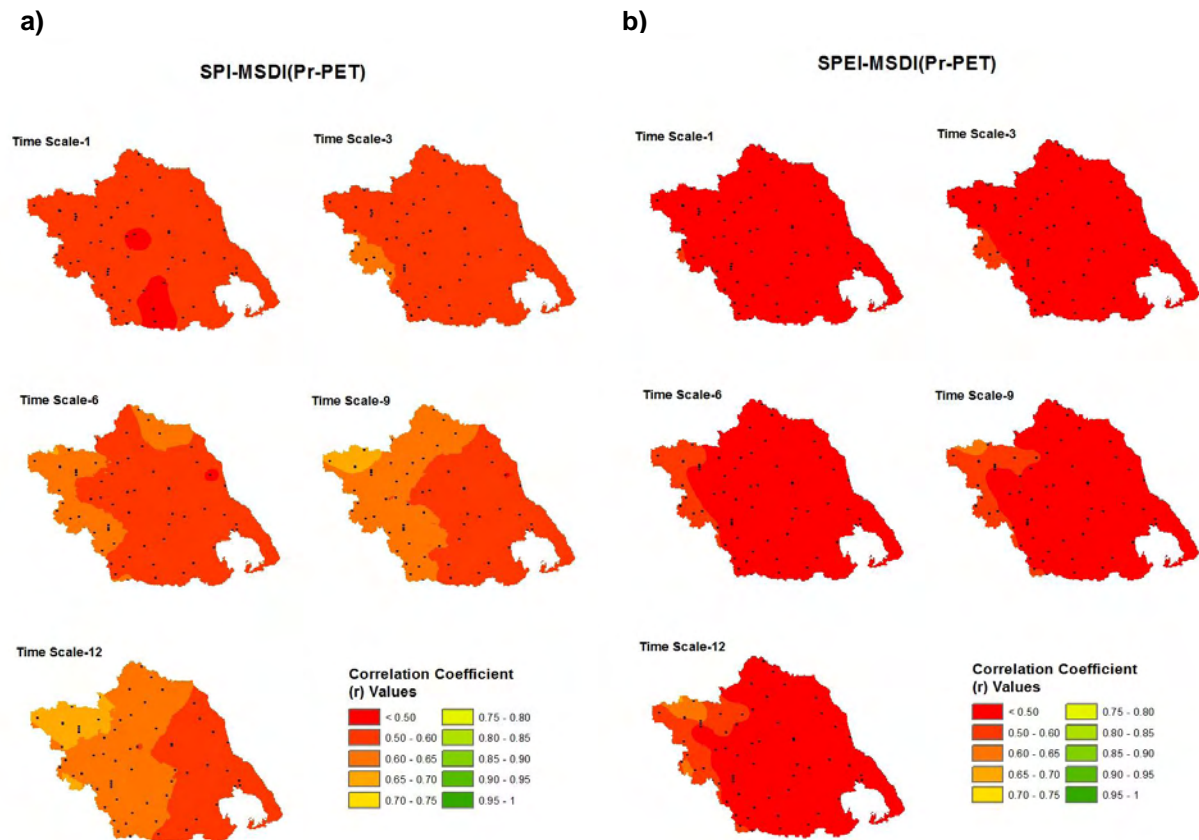 a)
SPI-MSDI(Pr-PET)
Time Scale-1
Time Scale-3
Time Scale-6
Time Scale-9
Time Scale-12
Correlation Coefficient
(r) Values
< 0.50
0.50 - 0.60
0.60 - 0.65
0.65 - 0.70
0.70 - 0.75
0.75 - 0.80
0.80 - 0.85
0.85 - 0.90
0.90 - 0.95
0.95 - 1
b)
SPEI-MSDI(Pr-PET)
Time Scale-1
Time Scale-3
Time Scale-6
Time Scale-9
Time Scale-12
Correlation Coefficient
(r) Values
< 0.50
0.50 - 0.60
0.60 - 0.65
0.65 - 0.70
0.70 - 0.75
0.75 - 0.80
0.80 - 0.85
0.85 - 0.90
0.90 - 0.95
0.95 - 1